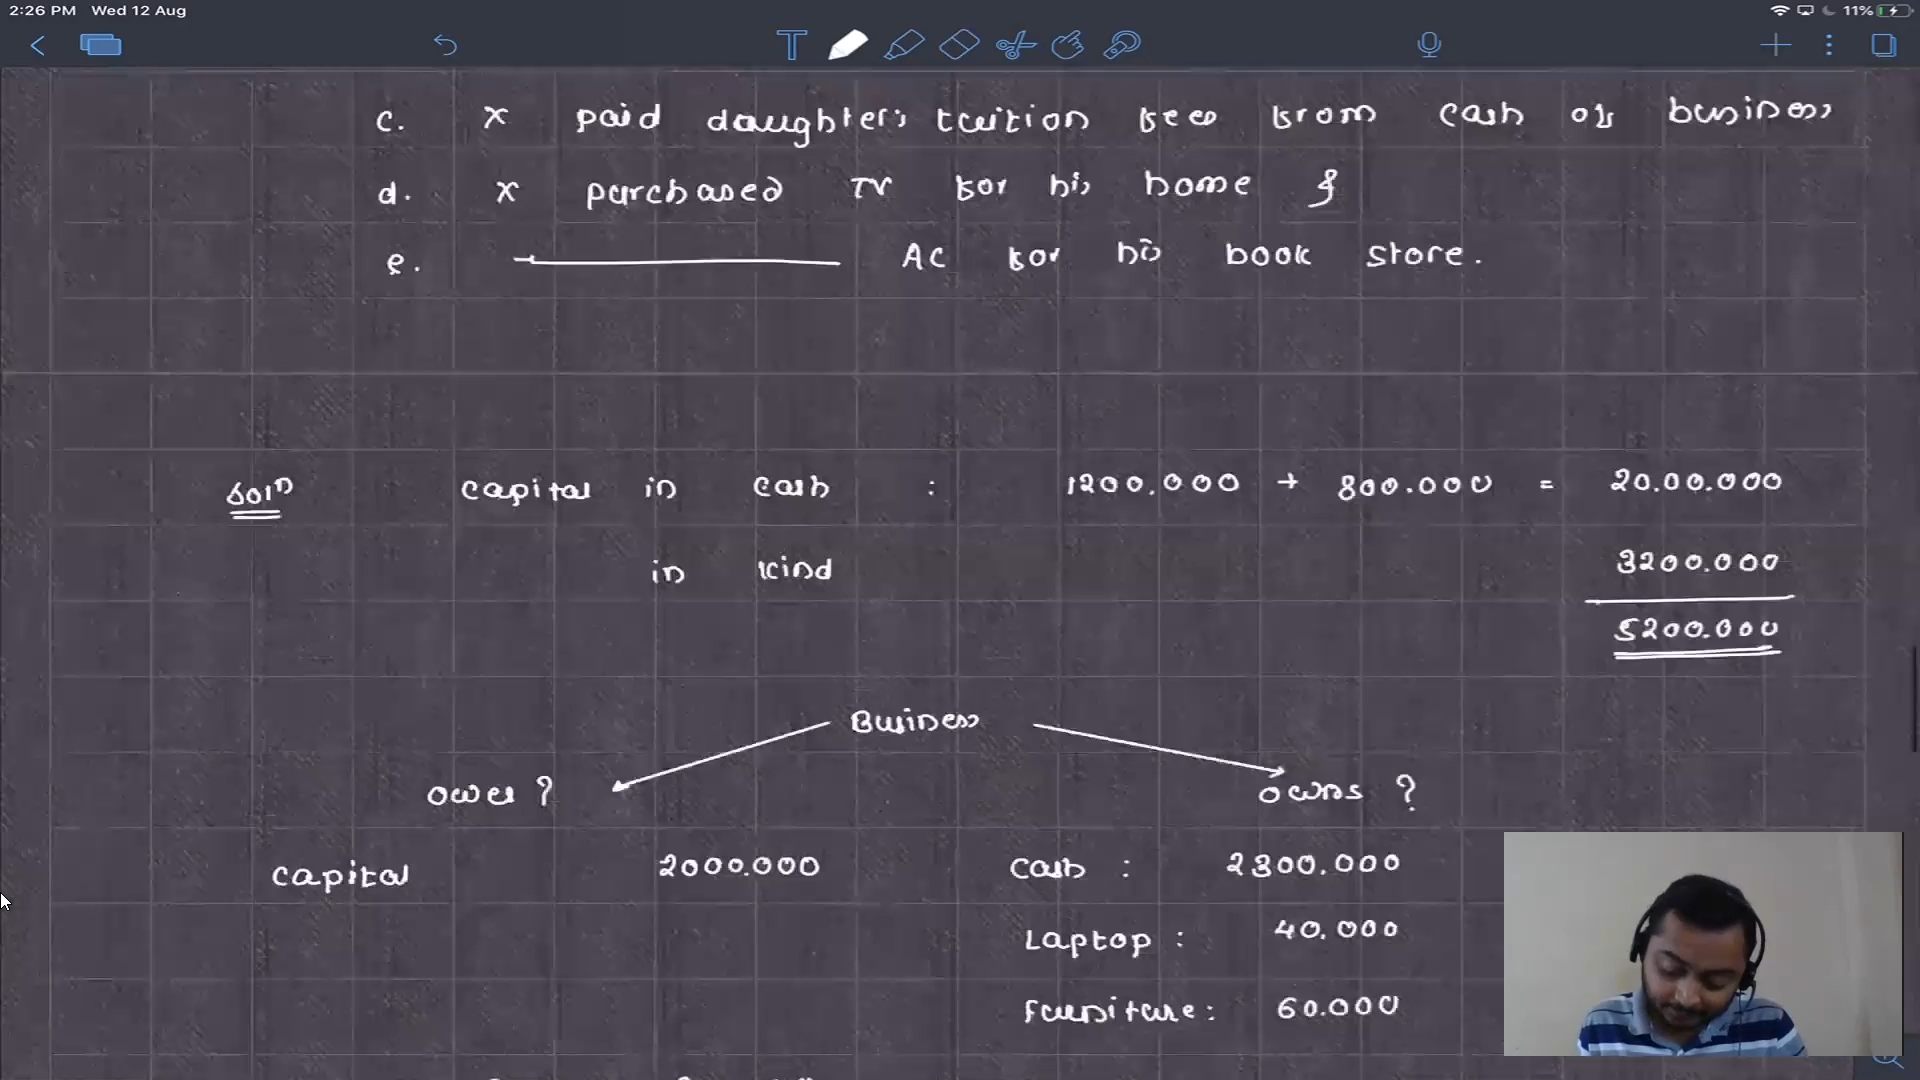 2:26 PM Wed 12 Aug 11%
T
c. x paid daughter's tuition fees from cash of business
d. x purchased TV for his home &
e. ———— AC for his book store.
Soln capital in cash : 1200.000 + 800.000 = 20.00.000
in kind 3200.000
5200.000
Business
owes ? owns ?
capital 2000.000 cash : 2300.000
Laptop : 40.000
Furniture : 60.000